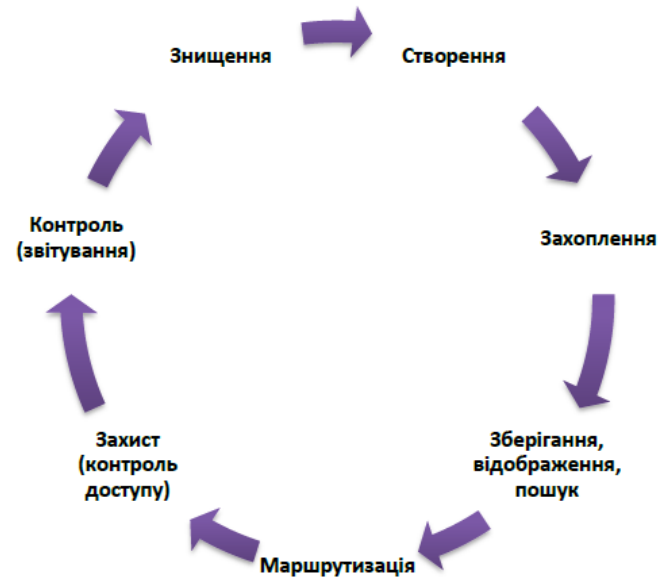 Знищення
Створення
Захоплення
Зберігання,
відображення,
пошук
Маршрутизація
Захист
(контроль
доступу)
Контроль
(звітування)